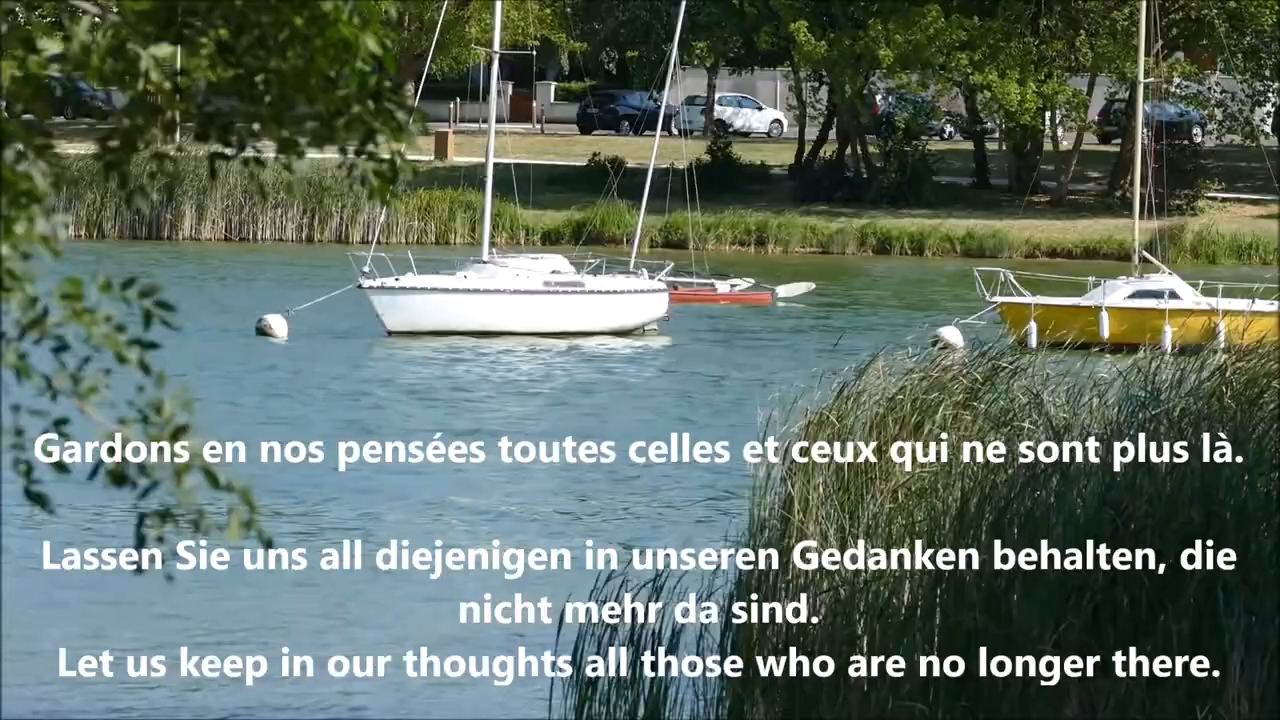 Gardons en nos pensées toutes celles et ceux qui ne sont plus là.
Lassen Sie uns all diejenigen in unseren Gedanken behalten, die
nicht mehr da sind.
Let us keep in our thoughts all those who are no longer there.